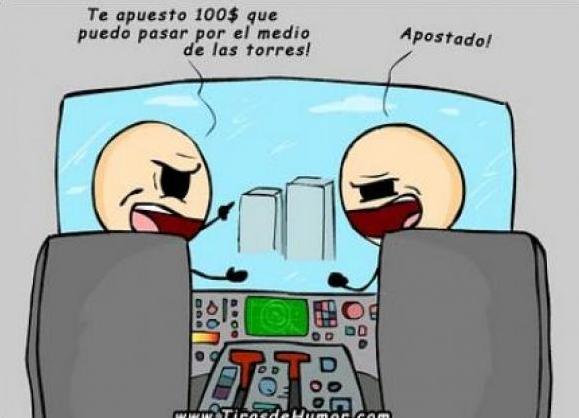 Te apuesto 100$ que
puedo pasar por el medio
de las torres!
Apostado!
www.TirasdeHumor.com